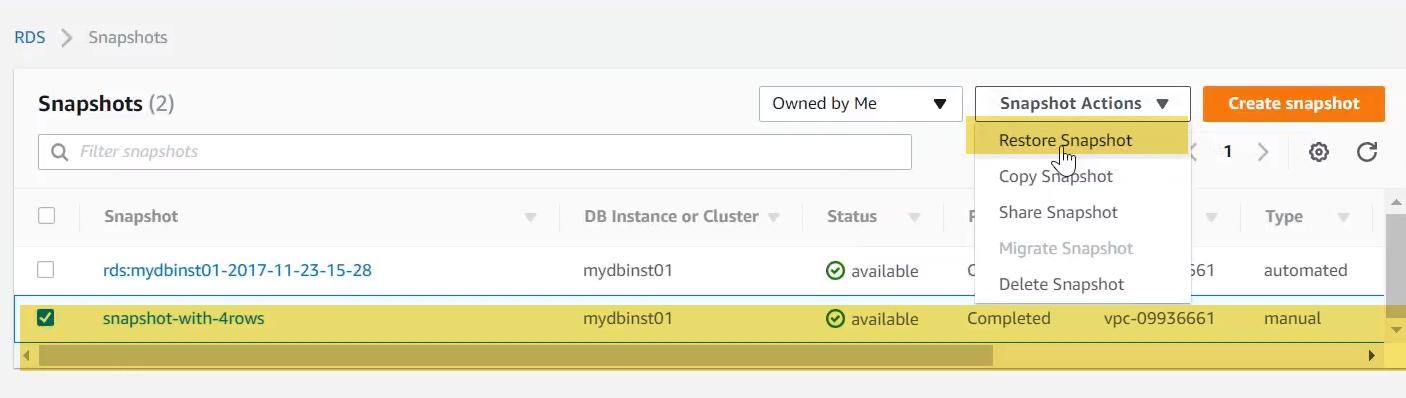 RDS > Snapshots
Snapshots (2)
Owned by Me
Snapshot Actions
Create snapshot
Filter snapshots
Restore Snapshot
1
Copy Snapshot
Share Snapshot
Migrate Snapshot
Delete Snapshot
Snapshot DB Instance or Cluster Status Type
rds:mydbinst01-2017-11-23-15-28 mydbinst01 available automated
snapshot-with-4rows mydbinst01 available Completed vpc-09936661 manual